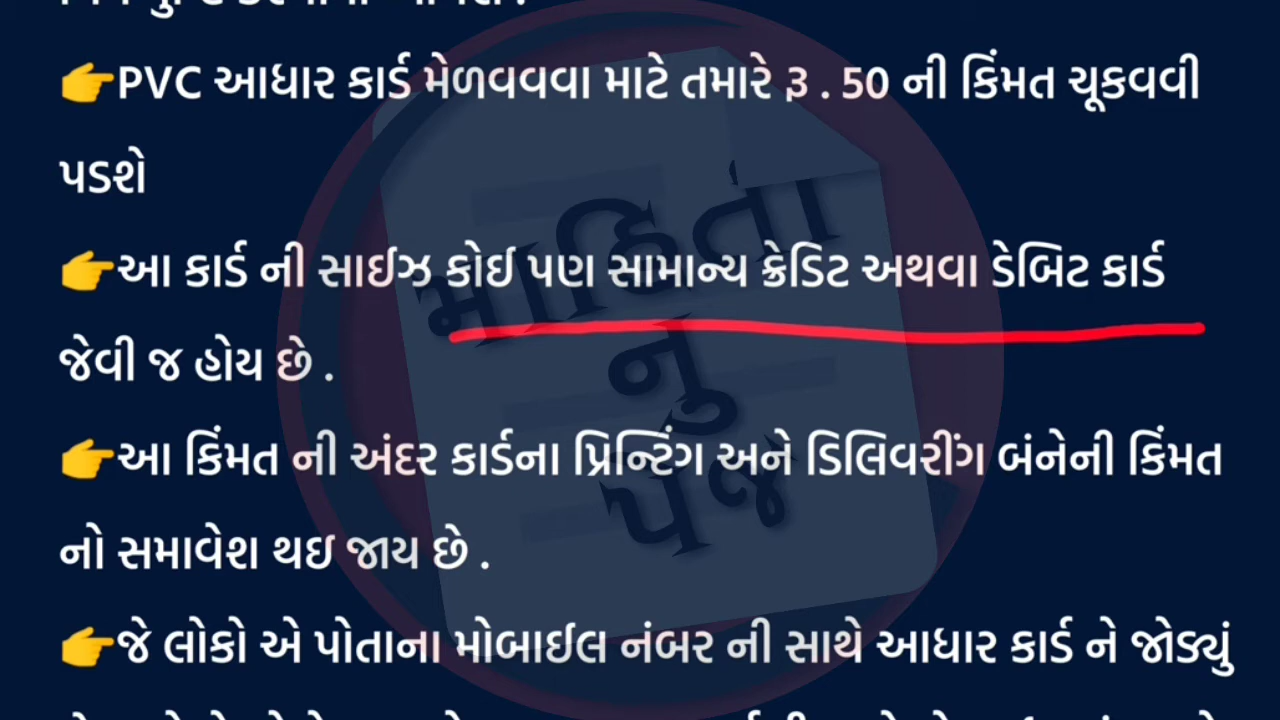 👉PVC આધાર કાર્ડ મેળવવવા માટે તમારે રૂ . 50 ની કિંમત ચૂકવવી
પડશે
👉આ કાર્ડ ની સાઈઝ કોઈ પણ સામાન્ય ક્રેડિટ અથવા ડેબિટ કાર્ડ
જેવી જ હોય છે .
👉આ કિંમત ની અંદર કાર્ડના પ્રિન્ટિંગ અને ડિલિવરીંગ બંનેની કિંમત
નો સમાવેશ થઇ જાય છે .
👉જે લોકો એ પોતાના મોબાઈલ નંબર ની સાથે આધાર કાર્ડ ને જોડ્યું
માહિતી
નું
પેજ